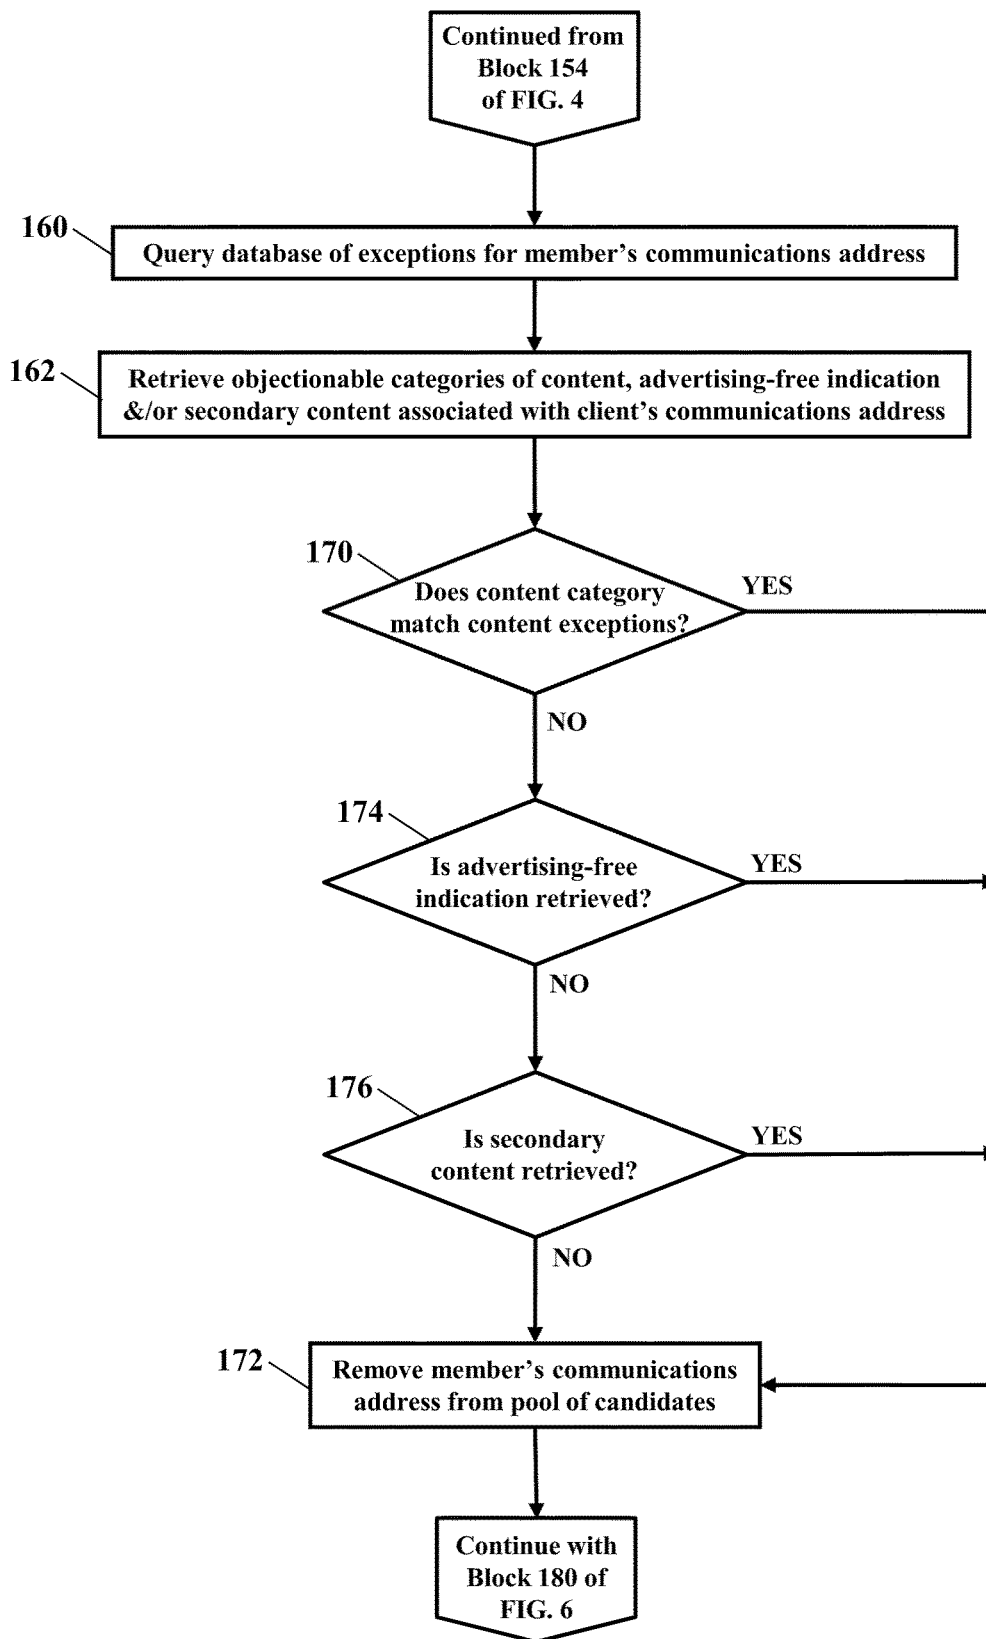 Continued from
Block 154
of FIG. 4
160
Query database of exceptions for member's communications address
162
Retrieve objectionable categories of content, advertising-free indication
&/or secondary content associated with client's communications address
170
Does content category
match content exceptions?
YES
NO
174
Is advertising-free
indication retrieved?
YES
NO
176
Is secondary
content retrieved?
YES
NO
172
Remove member's communications
address from pool of candidates
Continue with
Block 180 of
FIG. 6